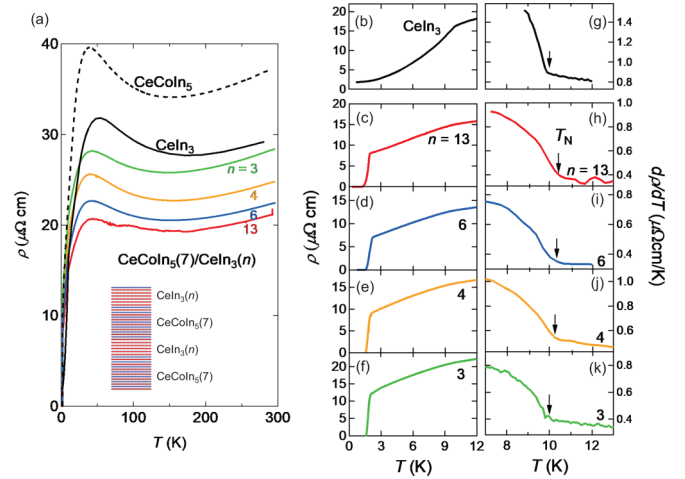 (a)
ρ (μΩ cm)
40
30
20
10
0
0
100
200
300
T (K)
CeCoIn5
CeIn3
n = 3
4
6
13
CeCoIn5(7)/CeIn3(n)
CeIn3(n)
CeCoIn5(7)
CeIn3(n)
CeCoIn5(7)
(b)
CeIn3
20
15
10
5
0
(g)
1.4
1.2
1.0
0.8
(c)
n = 13
20
15
10
5
0
(h)
TN
n = 13
1.0
0.8
0.6
0.4
(d)
6
15
10
5
0
(i)
6
0.8
0.6
0.4
(e)
4
15
10
5
0
(j)
4
1.0
0.8
0.6
(f)
3
20
15
10
5
0
(k)
3
0.8
0.6
0.4
ρ (μΩ cm)
dρ/dT (μΩcm/K)
3
6
9
12
T (K)
8
10
12
T (K)